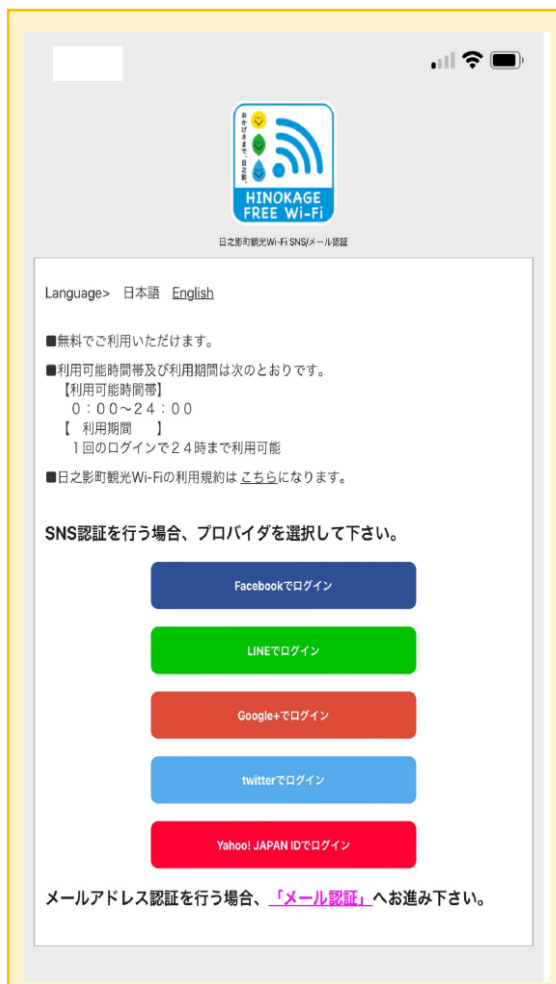 おかげさまで、日之影。
HINOKAGE
FREE Wi-Fi
日之影町観光Wi-Fi SNS/メール認証
Language> 日本語 English
■無料でご利用いただけます。
■利用可能時間帯及び利用期間は次のとおりです。
【利用可能時間帯】
０：００～２４：００
【 利用期間 】
１回のログインで２４時まで利用可能
■日之影町観光Wi-Fiの利用規約は こちらになります。
SNS認証を行う場合、プロバイダを選択して下さい。
Facebookでログイン
LINEでログイン
Google+でログイン
twitterでログイン
Yahoo! JAPAN IDでログイン
メールアドレス認証を行う場合、「メール認証」へお進み下さい。